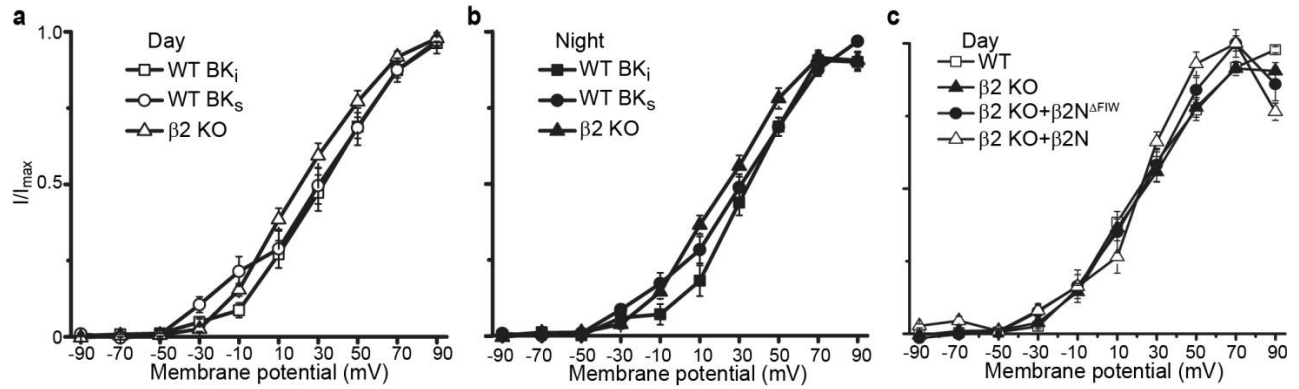 a
Day
WT BKi
WT BKs
β2 KO
1.0
0.5
0
I/Imax
-90 -70 -50 -30 -10 10 30 50 70 90
Membrane potential (mV)
b
Night
WT BKi
WT BKs
β2 KO
-90 -70 -50 -30 -10 10 30 50 70 90
Membrane potential (mV)
c
Day
WT
β2 KO
β2 KO+β2NΔFIW
β2 KO+β2N
-90 -70 -50 -30 -10 10 30 50 70 90
Membrane potential (mV)